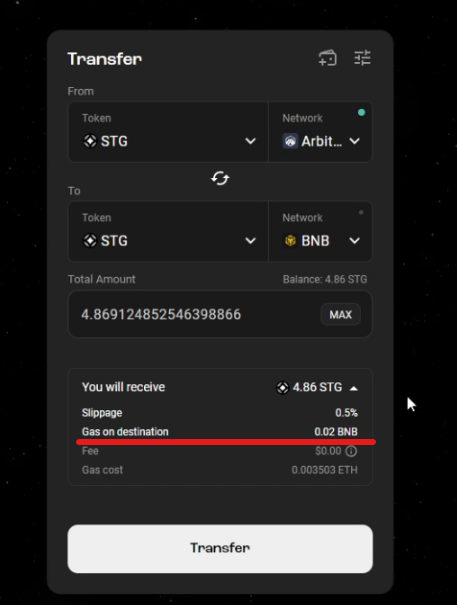 Transfer
From
Token
STG
Network
Arbit...
To
Token
STG
Network
BNB
Total Amount
Balance: 4.86 STG
4.869124852546398866
MAX
You will receive
4.86 STG
Slippage
0.5%
Gas on destination
0.02 BNB
Fee
$0.00
Gas cost
0.003503 ETH
Transfer